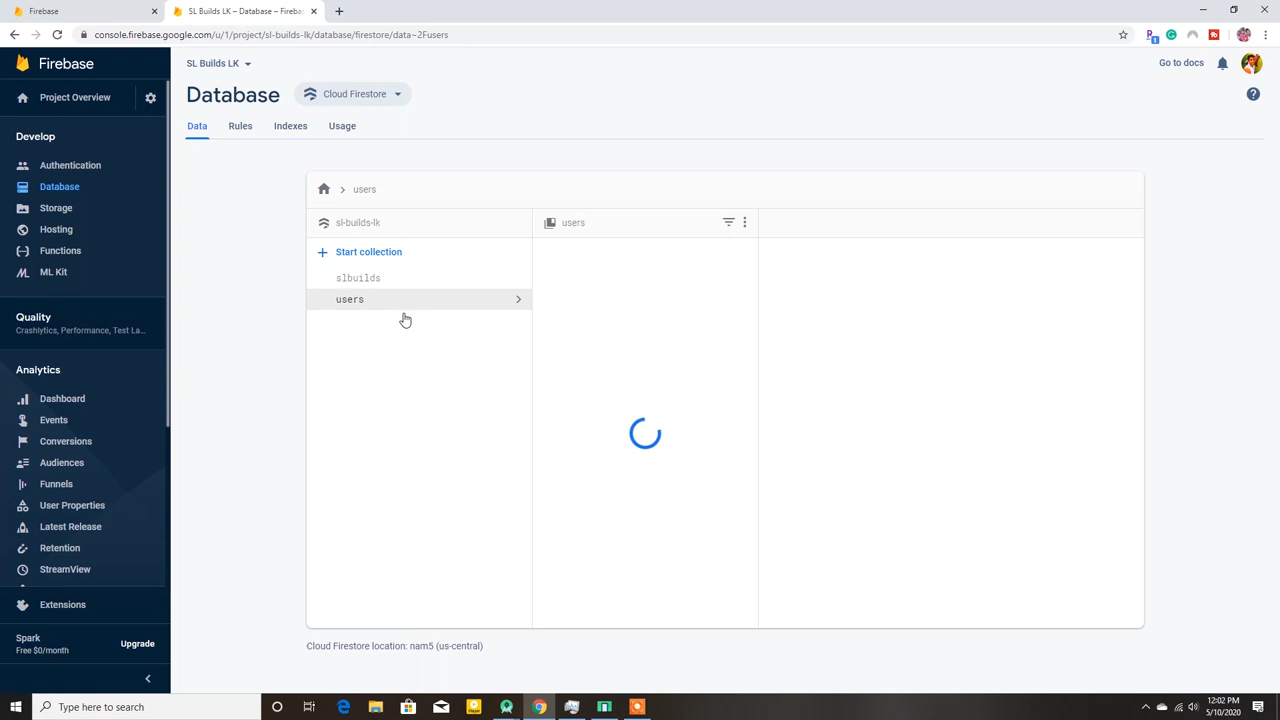 Firebase
SL Builds LK – Database – Fireba
console.firebase.google.com/u/1/project/sl-builds-lk/database/firestore/data~2Fusers
Firebase
SL Builds LK
Go to docs
Project Overview
Database
Cloud Firestore
Data
Rules
Indexes
Usage
Develop
Authentication
Database
Storage
Hosting
Functions
ML Kit
users
sl-builds-lk
users
Start collection
slbuilds
users
Quality
Crashlytics, Performance, Test La...
Analytics
Dashboard
Events
Conversions
Audiences
Funnels
User Properties
Latest Release
Retention
StreamView
Extensions
Spark
Free $0/month
Upgrade
Cloud Firestore location: nam5 (us-central)
Type here to search
12:02 PM
5/10/2020